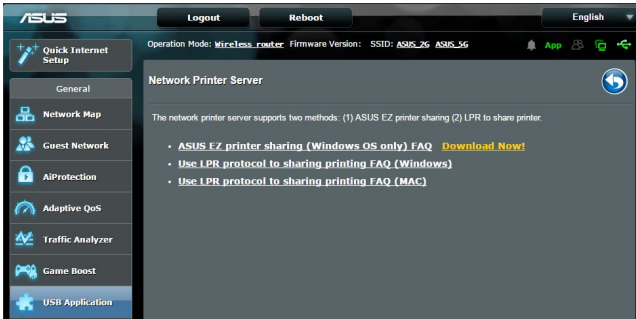 ASUS
Logout
Reboot
English
Quick Internet
Setup
Operation Mode: Wireless router Firmware Version: SSID: ASUS_2G ASUS_5G
App
General
Network Map
Guest Network
AiProtection
Adaptive QoS
Traffic Analyzer
Game Boost
USB Application
Network Printer Server
The network printer server supports two methods: (1) ASUS EZ printer sharing (2) LPR to share printer.
• ASUS EZ printer sharing (Windows OS only) FAQ Download Now!
• Use LPR protocol to sharing printing FAQ (Windows)
• Use LPR protocol to sharing printing FAQ (MAC)